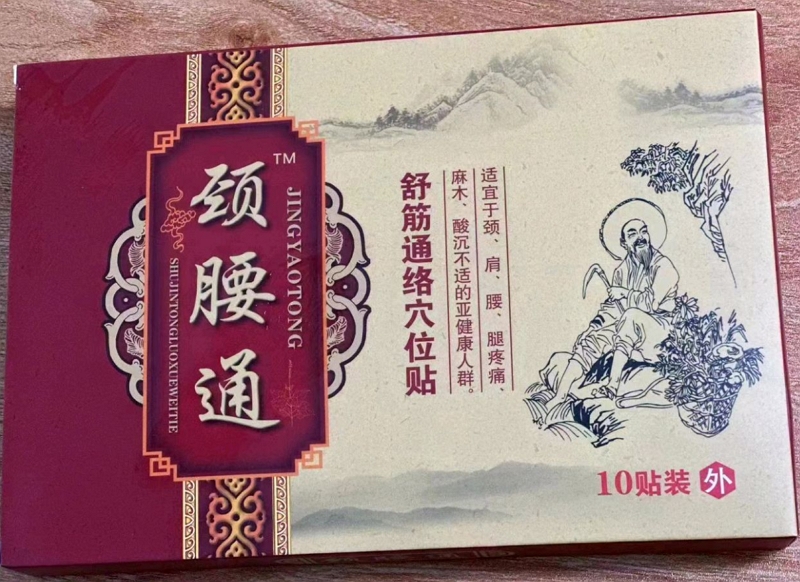 颈腰通
TM
JINGYAOTONG
SHUJINTONGLUOXUEWEITIE
舒筋通络穴位贴
适宜于颈、肩、腰、腿疼痛、
麻木、酸沉不适的亚健康人群。
10贴装
外